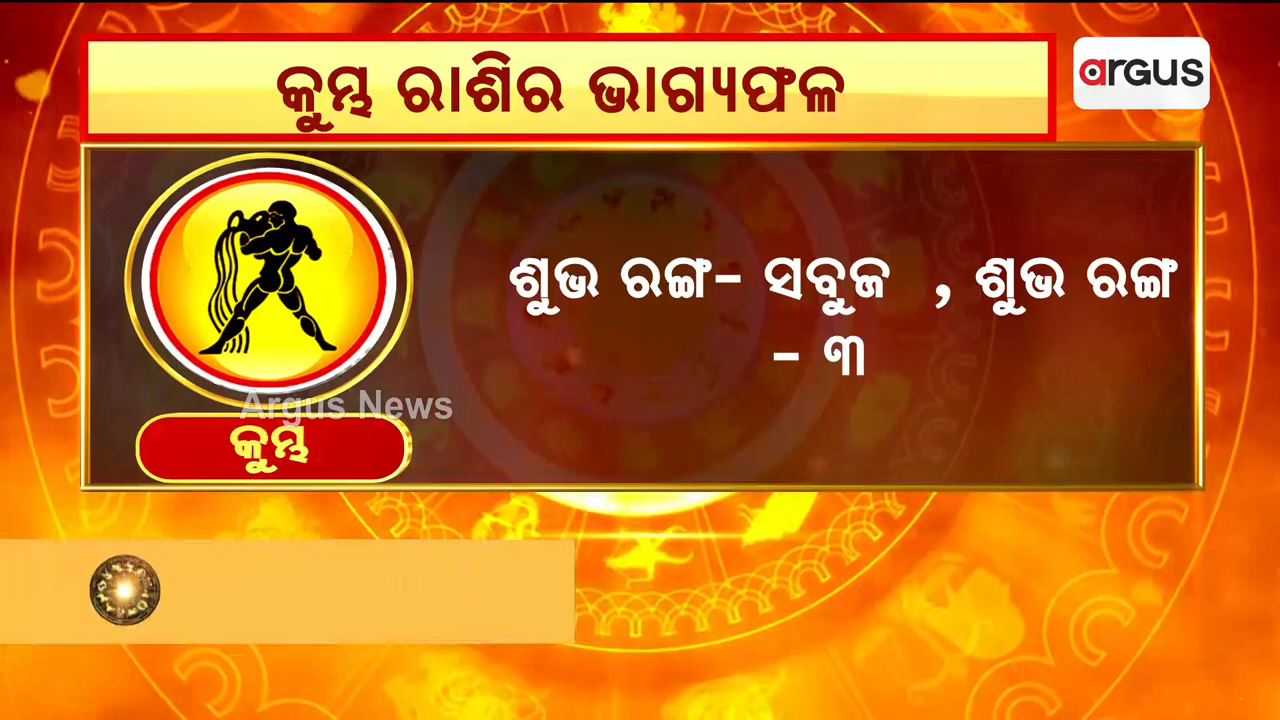 କୁମ୍ଭ ରାଶିର ଭାଗ୍ୟଫଳ
argus
ଶୁଭ ରଙ୍ଗ- ସବୁଜ , ଶୁଭ ରଙ୍ଗ
- ୩
Argus News
କୁମ୍ଭ